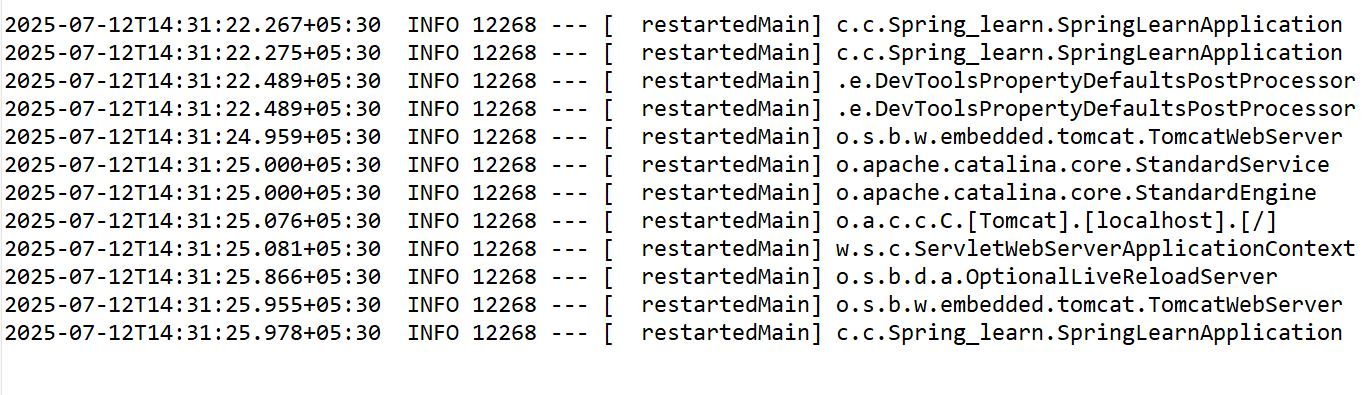 2025-07-12T14:31:22.267+05:30  INFO 12268 --- [  restartedMain] c.c.Spring_learn.SpringLearnApplication
2025-07-12T14:31:22.275+05:30  INFO 12268 --- [  restartedMain] c.c.Spring_learn.SpringLearnApplication
2025-07-12T14:31:22.489+05:30  INFO 12268 --- [  restartedMain] .e.DevToolsPropertyDefaultsPostProcessor
2025-07-12T14:31:22.489+05:30  INFO 12268 --- [  restartedMain] .e.DevToolsPropertyDefaultsPostProcessor
2025-07-12T14:31:24.959+05:30  INFO 12268 --- [  restartedMain] o.s.b.w.embedded.tomcat.TomcatWebServer
2025-07-12T14:31:25.000+05:30  INFO 12268 --- [  restartedMain] o.apache.catalina.core.StandardService
2025-07-12T14:31:25.000+05:30  INFO 12268 --- [  restartedMain] o.apache.catalina.core.StandardEngine
2025-07-12T14:31:25.076+05:30  INFO 12268 --- [  restartedMain] o.a.c.c.C.[Tomcat].[localhost].[/]
2025-07-12T14:31:25.081+05:30  INFO 12268 --- [  restartedMain] w.s.c.ServletWebServerApplicationContext
2025-07-12T14:31:25.866+05:30  INFO 12268 --- [  restartedMain] o.s.b.d.a.OptionalLiveReloadServer
2025-07-12T14:31:25.955+05:30  INFO 12268 --- [  restartedMain] o.s.b.w.embedded.tomcat.TomcatWebServer
2025-07-12T14:31:25.978+05:30  INFO 12268 --- [  restartedMain] c.c.Spring_learn.SpringLearnApplication